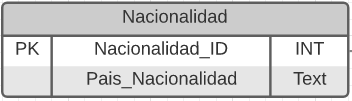 Nacionalidad
PK Nacionalidad_ID INT
Pais_Nacionalidad Text